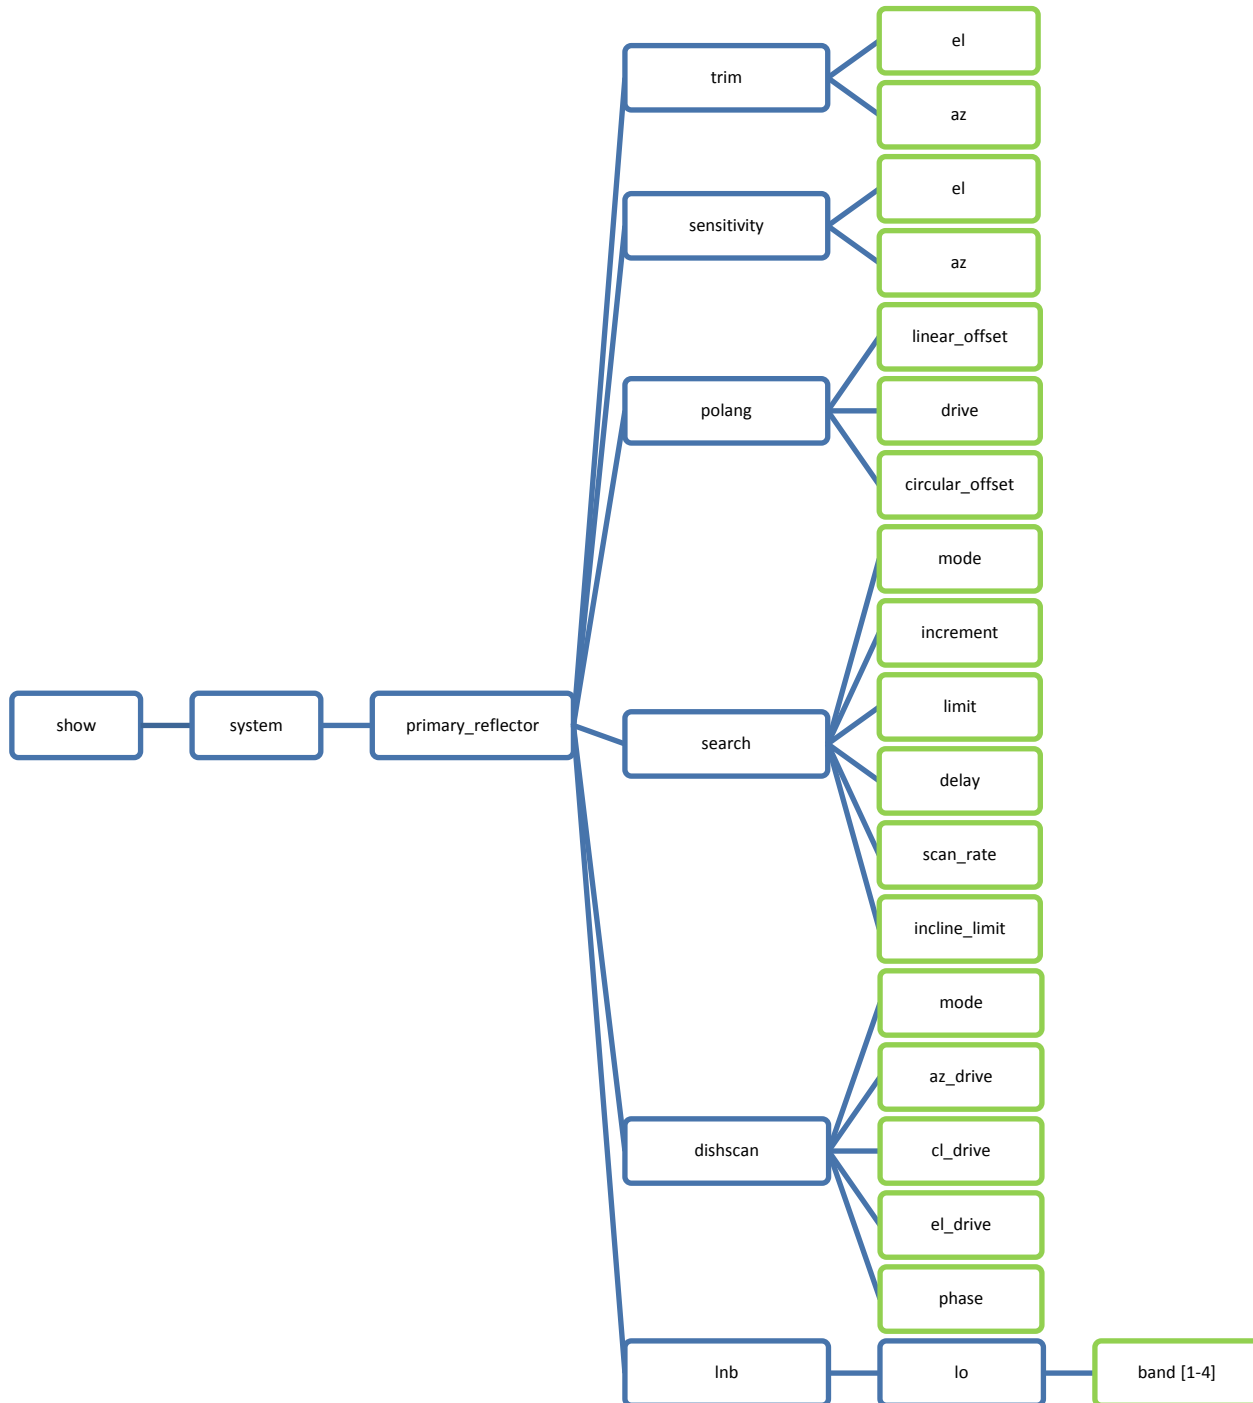 show
system
primary_reflector
trim
el
az
sensitivity
el
az
polang
linear_offset
drive
circular_offset
search
mode
increment
limit
delay
scan_rate
incline_limit
dishscan
mode
az_drive
cl_drive
el_drive
phase
lnb
lo
band [1-4]